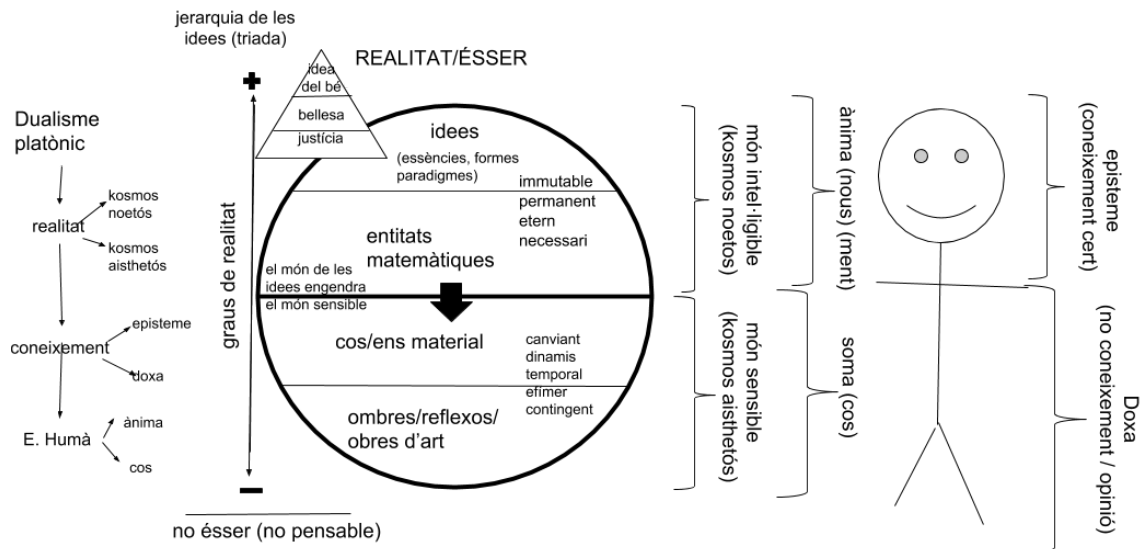 jerarquia de les
idees (triada)
REALITAT/ÉSSER
idea
del bé
bellesa
justícia
Dualisme
platònic
realitat
kosmos
noetós
kosmos
aisthetós
coneixement
episteme
doxa
E. Humà
ànima
cos
graus de realitat
idees
(essències, formes
paradigmes)
immutable
permanent
etern
necessari
entitats
matemàtiques
el món de les
idees engendra
el món sensible
cos/ens material
canviant
dinamis
temporal
efímer
contingent
ombres/reflexos/
obres d'art
no ésser (no pensable)
món intel·ligible
(kosmos noetos)
món sensible
(kosmos aisthetós)
ànima (nous) (ment)
soma (cos)
episteme
(coneixement cert)
Doxa
(no coneixement / opinió)